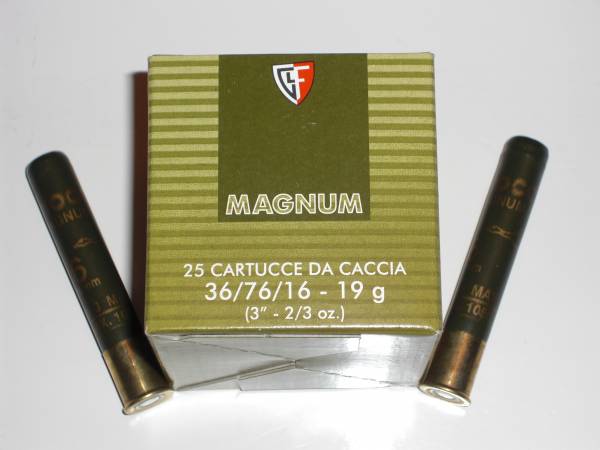 MAGNUM
25 CARTUCCE DA CACCIA
36/76/16 - 19 g
(3" - 2/3 oz.)